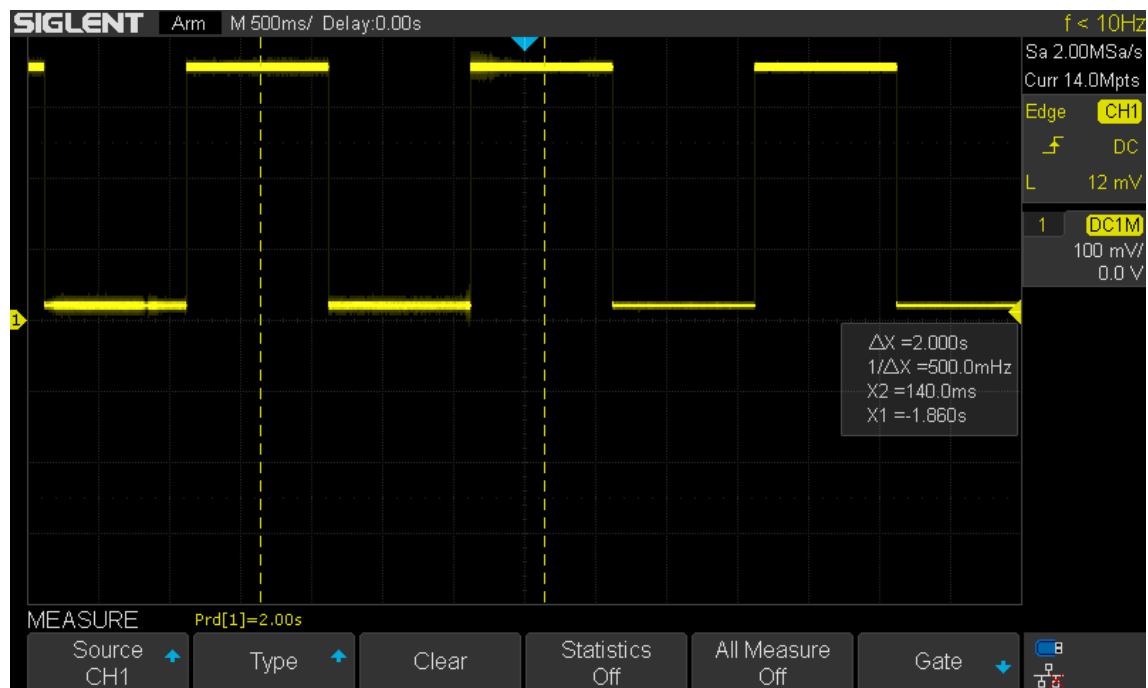 SIGLENT Arm M 500ms/ Delay:0.00s f < 10Hz
Sa 2.00MSa/s
Curr 14.0Mpts
Edge CH1
DC
L 12 mV
1 DC1M
100 mV/
0.0 V
1
ΔX =2.000s
1/ΔX =500.0mHz
X2 =140.0ms
X1 =-1.860s
MEASURE Prd[1]=2.00s
Source
CH1
Type
Clear
Statistics
Off
All Measure
Off
Gate